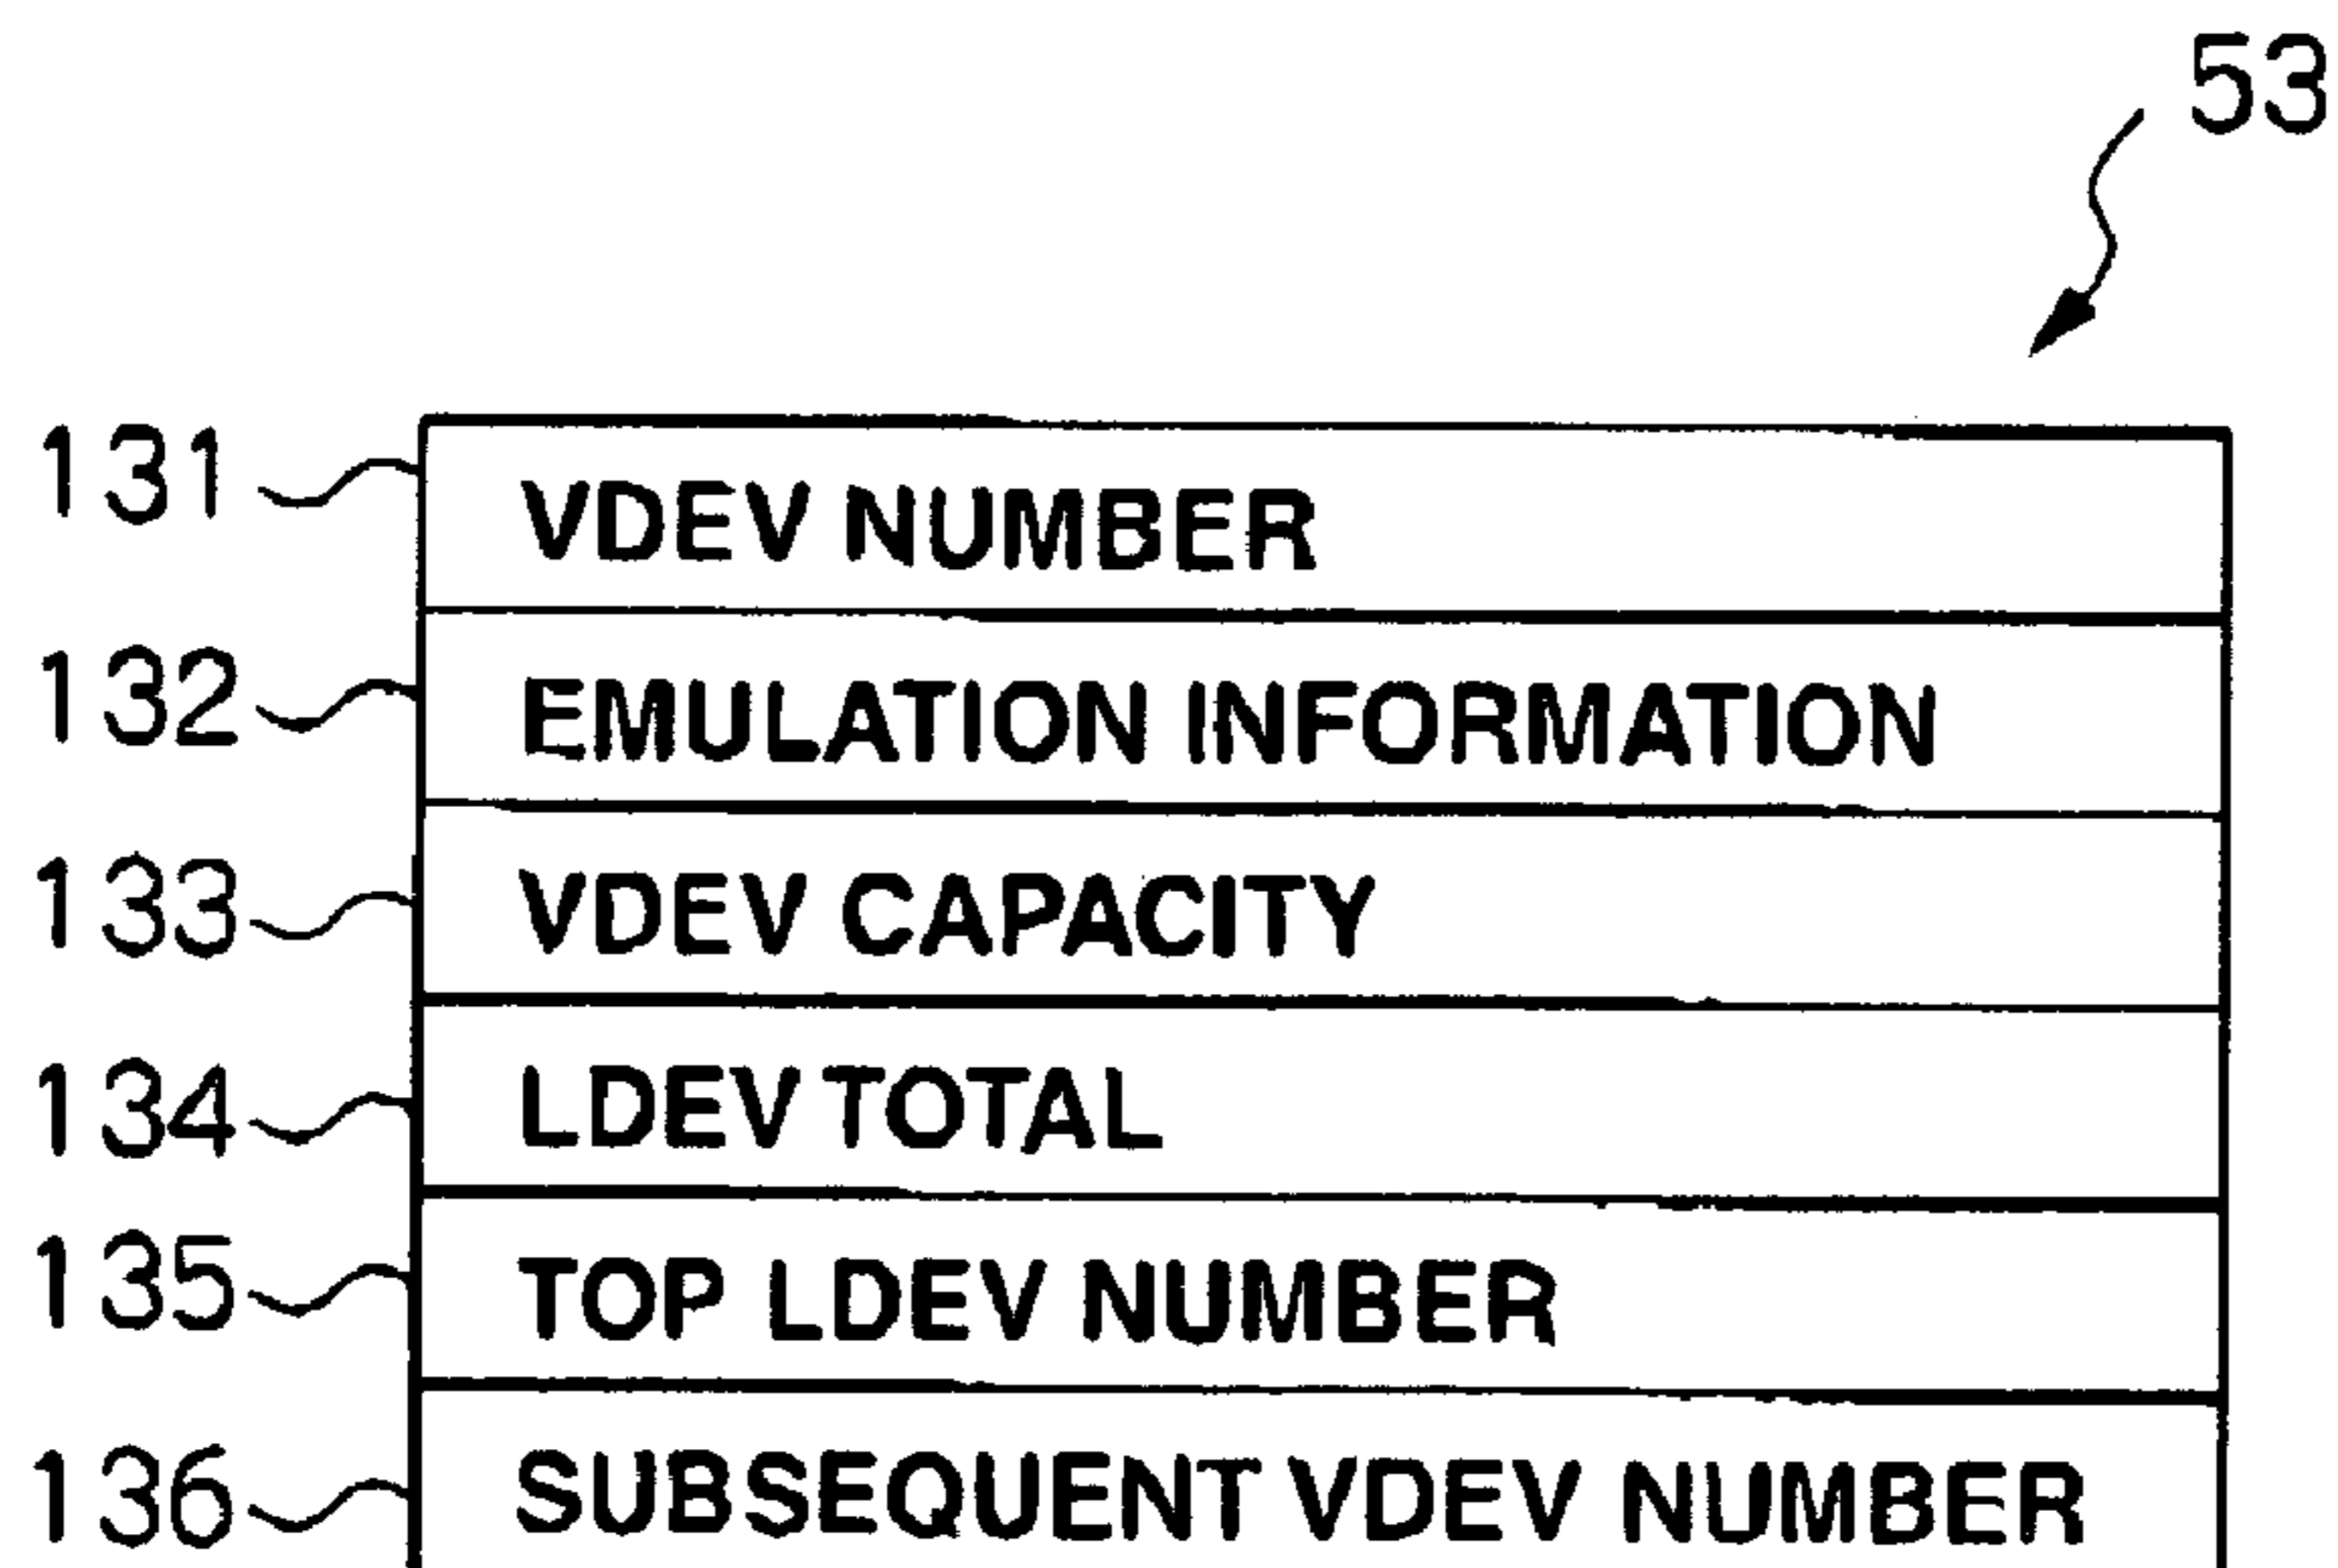 53
131 VDEV NUMBER
132 EMULATION INFORMATION
133 VDEV CAPACITY
134 LDEV TOTAL
135 TOP LDEV NUMBER
136 SUBSEQUENT VDEV NUMBER